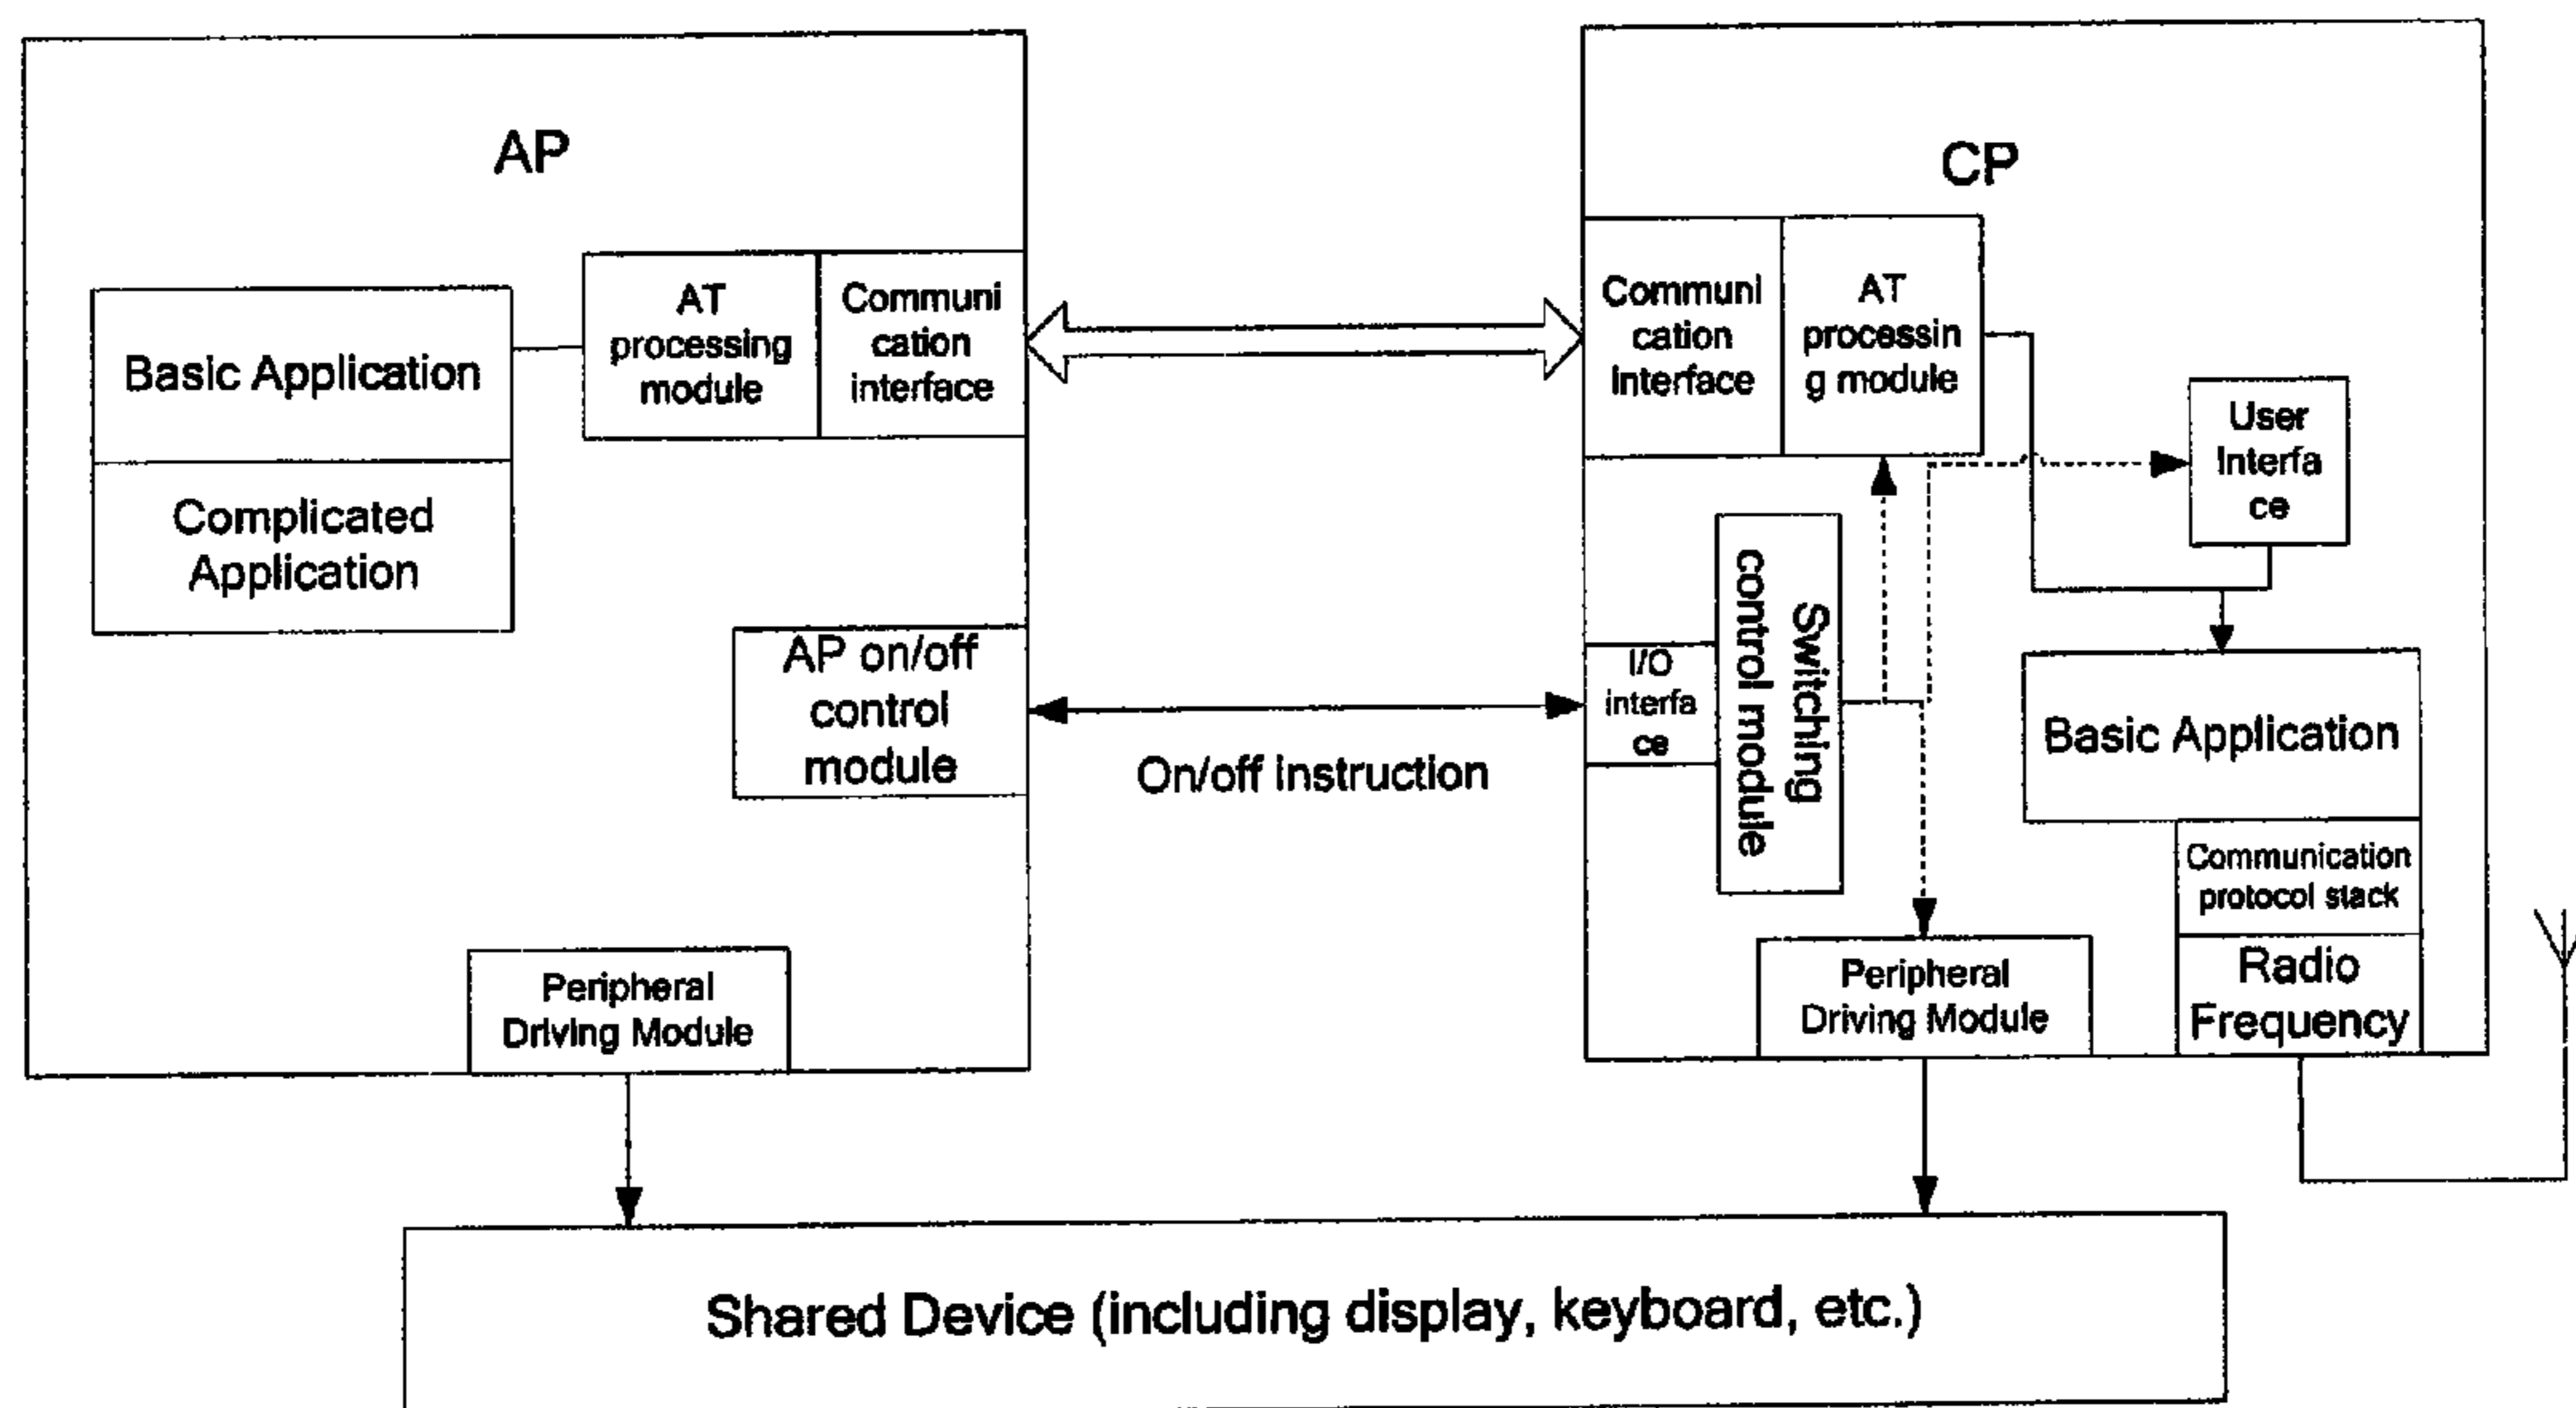 AP
Basic Application
Complicated
Application
AT
processing
module
Communi
cation
interface
AP on/off
control
module
Peripheral
Driving Module
On/off Instruction
CP
Communi
cation
Interface
AT
processin
g module
User
Interfa
ce
I/O
interfa
ce
Switching
control module
Basic Application
Communication
protocol stack
Radio
Frequency
Peripheral
Driving Module
Shared Device (including display, keyboard, etc.)